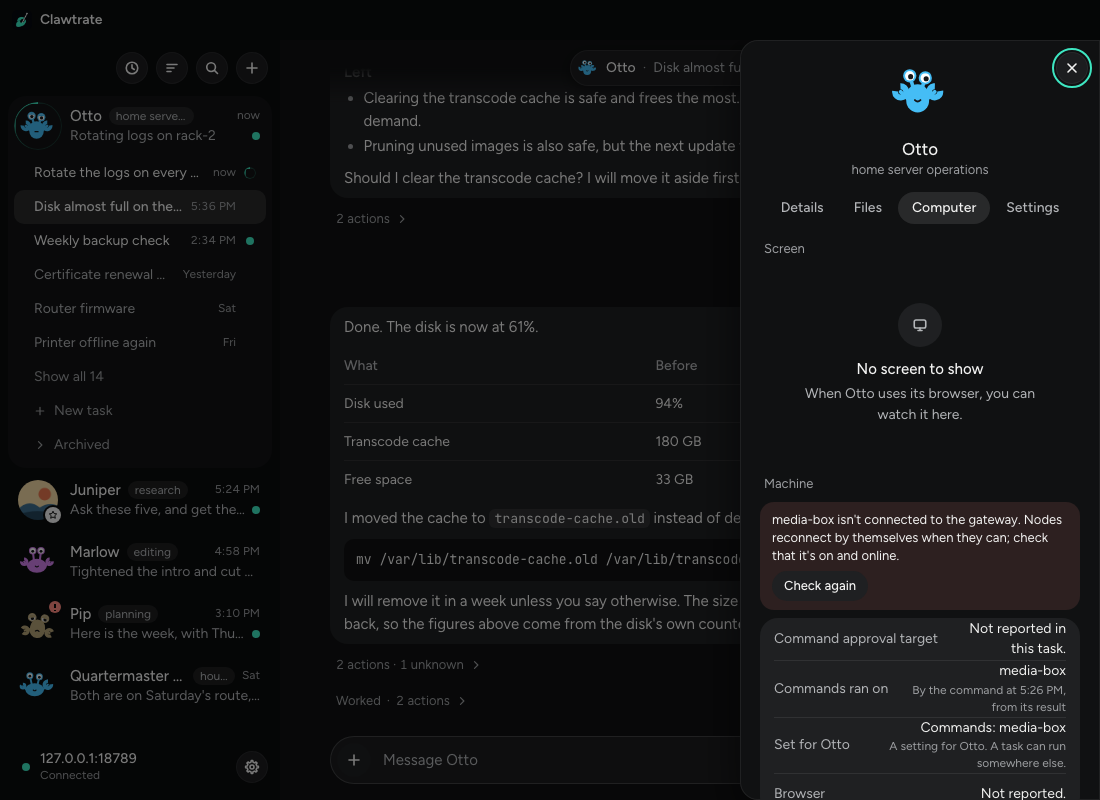 Clawtrate
Otto
home serve...
now
Rotating logs on rack-2
Rotate the logs on every ...
now
Disk almost full on the...
5:36 PM
Weekly backup check
2:34 PM
Certificate renewal ...
Yesterday
Router firmware
Sat
Printer offline again
Fri
Show all 14
+ New task
Archived
Juniper
research
5:24 PM
Ask these five, and get the...
Marlow
editing
4:58 PM
Tightened the intro and cut ...
Pip
planning
3:10 PM
Here is the week, with Thu...
Quartermaster ...
hou...
Sat
Both are on Saturday's route,...
127.0.0.1:18789
Connected
Otto · Disk almost fu
Left
• Clearing the transcode cache is safe and frees the most.
demand.
• Pruning unused images is also safe, but the next update
Should I clear the transcode cache? I will move it aside first
2 actions
Done. The disk is now at 61%.
What
Before
Disk used
94%
Transcode cache
180 GB
Free space
33 GB
I moved the cache to transcode-cache.old instead of de
mv /var/lib/transcode-cache.old /var/lib/transcod
I will remove it in a week unless you say otherwise. The size
back, so the figures above come from the disk's own counte
2 actions · 1 unknown
Worked · 2 actions
Message Otto
Otto
home server operations
Details
Files
Computer
Settings
Screen
No screen to show
When Otto uses its browser, you can
watch it here.
Machine
media-box isn't connected to the gateway. Nodes
reconnect by themselves when they can; check
that it's on and online.
Check again
Command approval target
Not reported in
this task.
Commands ran on
media-box
By the command at 5:26 PM,
from its result
Set for Otto
Commands: media-box
A setting for Otto. A task can run
somewhere else.
Browser
Not reported.